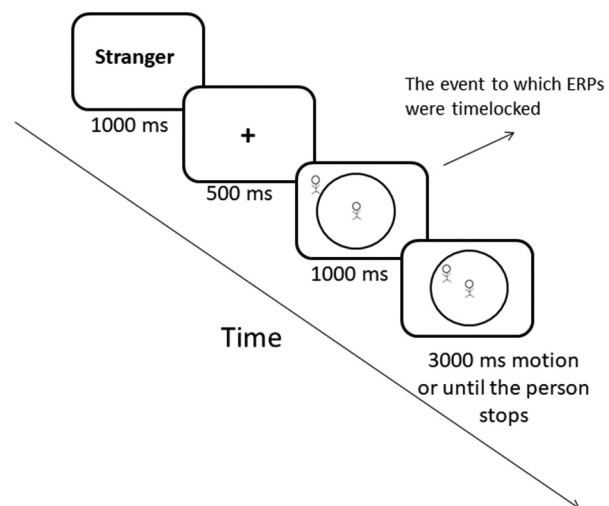 Stranger
1000 ms
+
500 ms
The event to which ERPs
were timelocked
1000 ms
Time
3000 ms motion
or until the person
stops